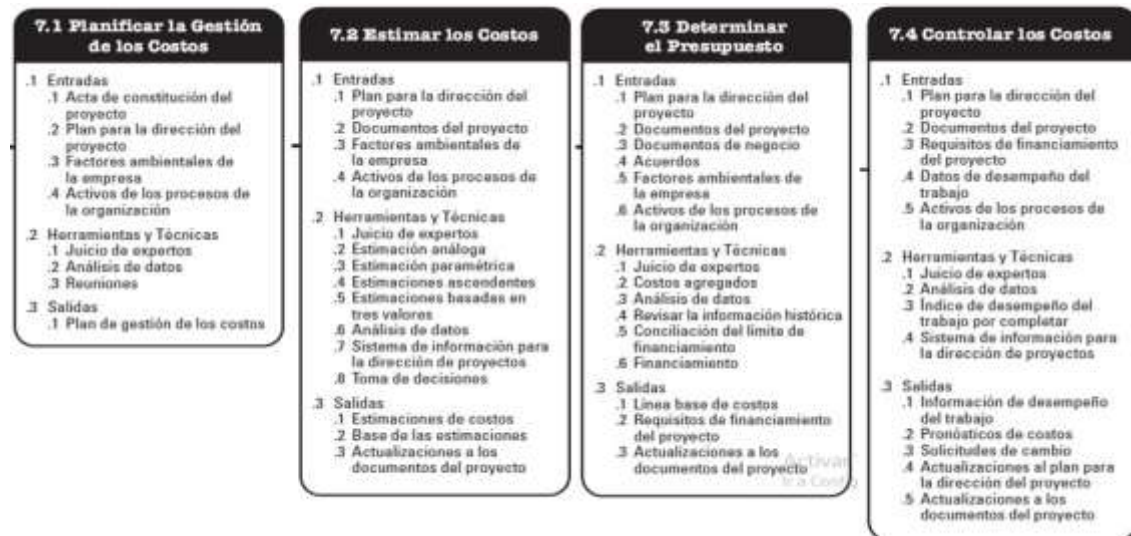 7.1 Planificar la Gestión
de los Costos
.1 Entradas
.1 Acta de constitución del
proyecto
.2 Plan para la dirección del
proyecto
.3 Factores ambientales de
la empresa
.4 Activos de los procesos de
la organización
.2 Herramientas y Técnicas
.1 Juicio de expertos
.2 Análisis de datos
.3 Reuniones
.3 Salidas
.1 Plan de gestión de los costos
7.2 Estimar los Costos
.1 Entradas
.1 Plan para la dirección del
proyecto
.2 Documentos del proyecto
.3 Factores ambientales de
la empresa
.4 Activos de los procesos de
la organización
.2 Herramientas y Técnicas
.1 Juicio de expertos
.2 Estimación análoga
.3 Estimación paramétrica
.4 Estimaciones ascendentes
.5 Estimaciones basadas en
tres valores
.6 Análisis de datos
.7 Sistema de información para
la dirección de proyectos
.8 Toma de decisiones
.3 Salidas
.1 Estimaciones de costos
.2 Base de las estimaciones
.3 Actualizaciones a los
documentos del proyecto
7.3 Determinar
el Presupuesto
.1 Entradas
.1 Plan para la dirección del
proyecto
.2 Documentos del proyecto
.3 Documentos de negocio
.4 Acuerdos
.5 Factores ambientales de
la empresa
.6 Activos de los procesos de
la organización
.2 Herramientas y Técnicas
.1 Juicio de expertos
.2 Costos agregados
.3 Análisis de datos
.4 Revisar la información histórica
.5 Conciliación del límite de
financiamiento
.6 Financiamiento
.3 Salidas
.1 Línea base de costos
.2 Requisitos de financiamiento
del proyecto
.3 Actualizaciones a los
documentos del proyecto
Activar
Ir a Config
7.4 Controlar los Costos
.1 Entradas
.1 Plan para la dirección del
proyecto
.2 Documentos del proyecto
.3 Requisitos de financiamiento
del proyecto
.4 Datos de desempeño del
trabajo
.5 Activos de los procesos de
la organización
.2 Herramientas y Técnicas
.1 Juicio de expertos
.2 Análisis de datos
.3 Índice de desempeño del
trabajo por completar
.4 Sistema de información para
la dirección de proyectos
.3 Salidas
.1 Información de desempeño
del trabajo
.2 Pronósticos de costos
.3 Solicitudes de cambio
.4 Actualizaciones al plan para
la dirección del proyecto
.5 Actualizaciones a los
documentos del proyecto